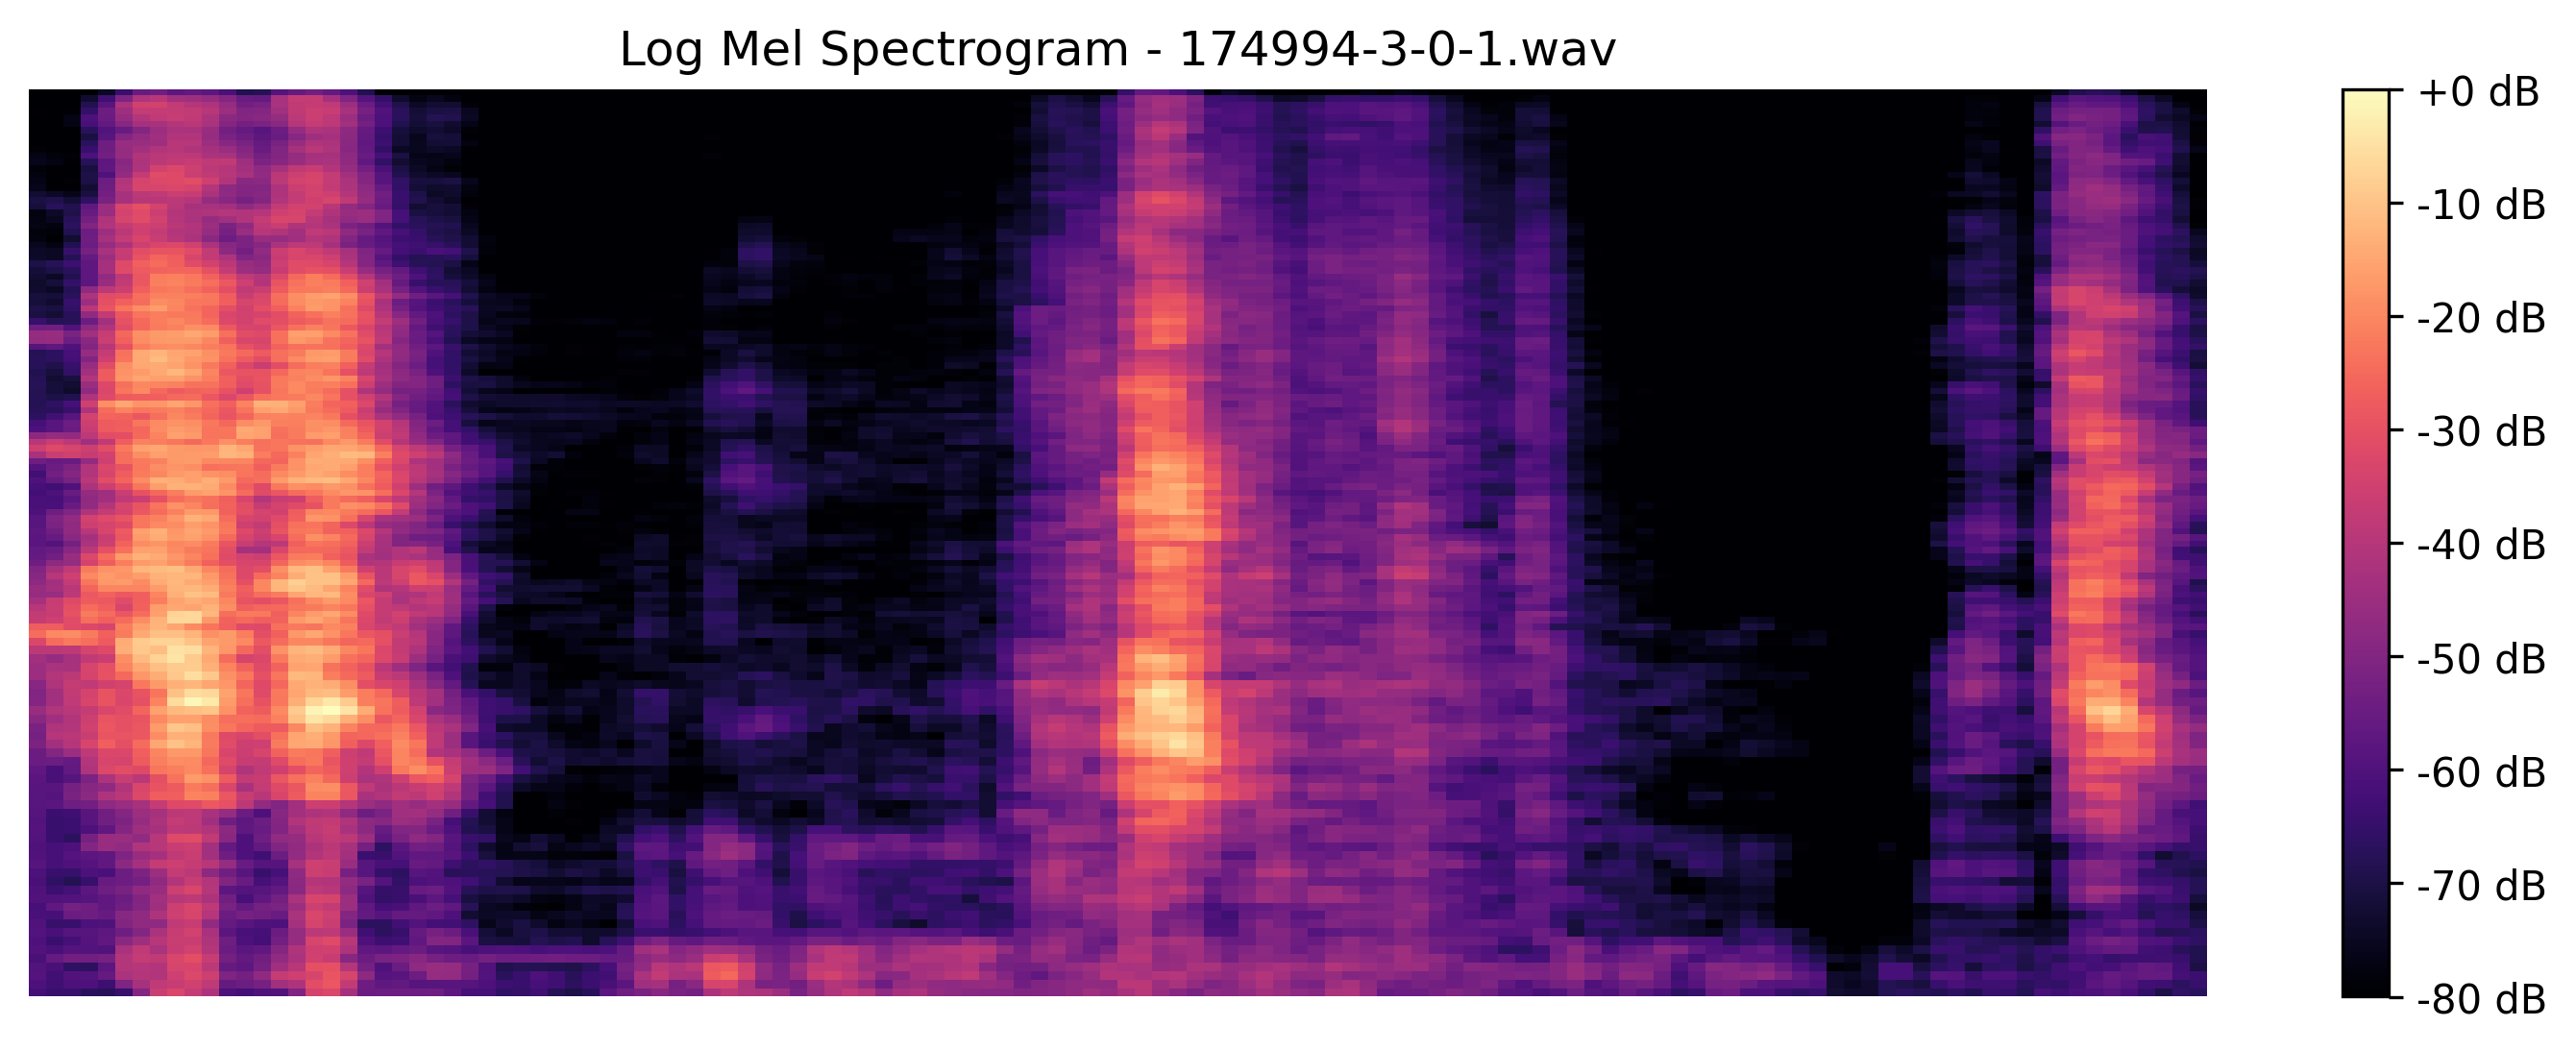 Log Mel Spectrogram - 174994-3-0-1.wav
+0 dB
-10 dB
-20 dB
-30 dB
-40 dB
-50 dB
-60 dB
-70 dB
-80 dB